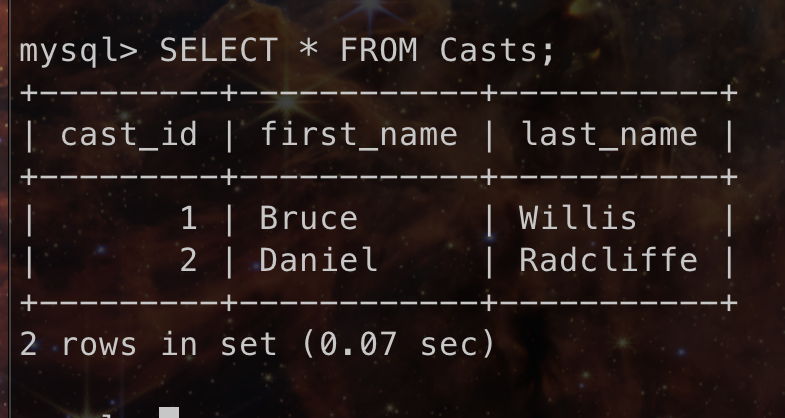 mysql> SELECT * FROM Casts;
+---------+------------+-----------+
| cast_id | first_name | last_name |
+---------+------------+-----------+
|       1 | Bruce      | Willis    |
|       2 | Daniel     | Radcliffe |
+---------+------------+-----------+
2 rows in set (0.07 sec)